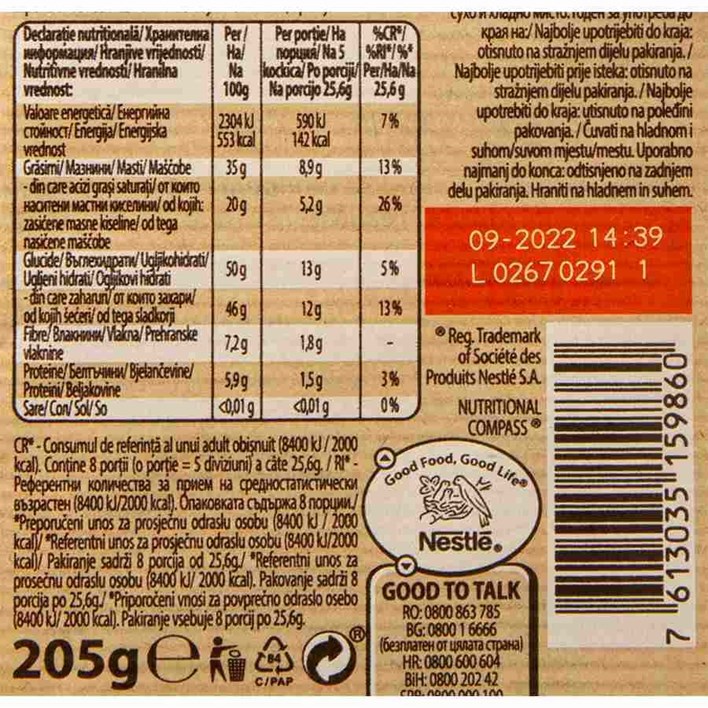 Declarație nutrițională/ Хранителна
информация/ Hranjive vrijednosti/
Nutritivne vrednosti/ Hranilna
vrednost:
Per/
Ha/
Na
100g
Per porție/ Ha
порция/ Na 5
kockica/ Po porciji/
Na porcijo 25,6g
%CR*/
%RI*/%*
Per/Ha/Na
25,6 g
Valoare energetică/ Енергийна
стойност/ Energija/ Energijska
vrednost
2304 kJ
553 kcal
590 kJ
142 kcal
7 %
Grăsimi/ Мазнини/ Masti/ Maščobe
35 g
8,9 g
13 %
- din care acizi grași saturați/ от които
наситени мастни киселини/ od kojih:
zasićene masne kiseline/ od tega
nasičene maščobe
20 g
5,2 g
26 %
Glucide/ Въглехидрати/ Ugljikohidrati/
Ugljeni hidrati/ Ogljikovi hidrati
50 g
13 g
5 %
- din care zaharuri/ от които захари/
od kojih šećeri/ od tega sladkorji
46 g
12 g
13 %
Fibre/ Влакнини/ Vlakna/ Prehranske
vlaknine
7,2 g
1,8 g
-
Proteine/ Белтъчини/ Bjelančevine/
Proteini/ Beljakovine
5,9 g
1,5 g
3 %
Sare/ Сол/ Sol/ So
<0,01 g
<0,01 g
0 %
CR* - Consumul de referință al unui adult obișnuit (8400 kJ / 2000
kcal). Conține 8 porții (o porție = 5 diviziuni) a câte 25,6g. / RI* -
Референтни количества за прием на средностатистически
възрастен (8400 kJ/2000 kcal). Опаковката съдържа 8 порции./
*Preporučeni unos za prosječnu odraslu osobu (8400 kJ / 2000
kcal)/ *Referentni unos za prosječnu odraslu osobu (8400 kJ/2000
kcal)/ Pakiranje sadrži 8 porcija od 25,6g./ *Referentni unos za
prosečnu odraslu osobu (8400 kJ/ 2000 kcal). Pakovanje sadrži 8
porcija po 25,6g./ *Priporočeni vnosi za povprečno odraslo osebo
(8400 kJ/ 2000 kcal). Pakiranje vsebuje 8 porcij po 25,6g.
205g e
84
C/PAP
®
сухо и хладно място. Годен за употреба до
края на:/ Najbolje upotrijebiti do kraja:
otisnuto na stražnjem dijelu pakiranja. /
Najbolje upotrijebiti prije isteka: otisnuto na
stražnjem dijelu pakiranja. / Najbolje
upotrebiti do kraja: utisnuto na poleđini
pakovanja. / Čuvati na hladnom i
suhom/suvom mjestu/mestu. Uporabno
najmanj do konca: odtisnjeno na zadnjem
delu pakiranja. Hraniti na hladnem in suhem.
09-2022 14:39
L 02670291 1
® Reg. Trademark
of Société des
Produits Nestlé S.A.
NUTRITIONAL
COMPASS ®
Good Food, Good Life®
Nestlé®
GOOD TO TALK
RO: 0800 863 785
BG: 0800 1 6666
(безплатен от цялата страна)
HR: 0800 600 604
BiH: 0800 202 42
СРБ: 0800 000 100
7 613035 159860